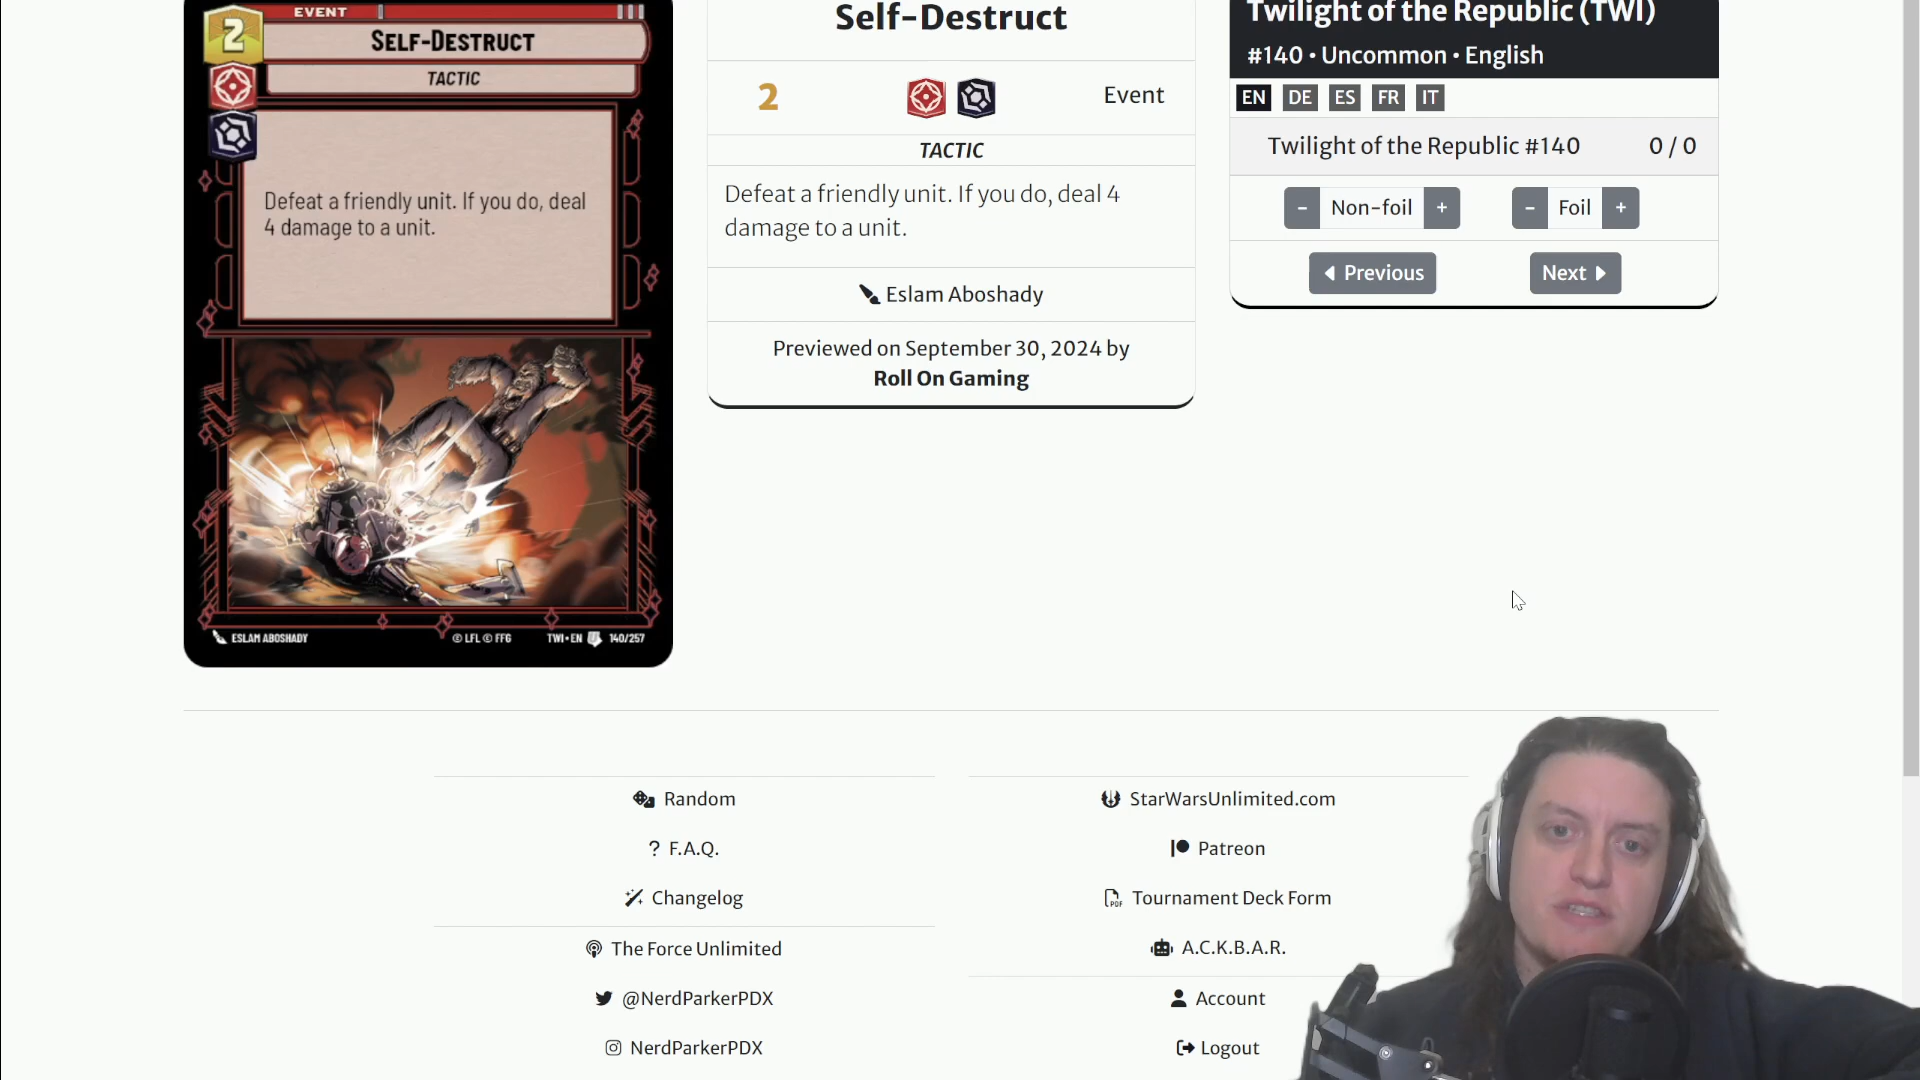 EVENT
2
SELF-DESTRUCT
TACTIC
Defeat a friendly unit. If you do, deal
4 damage to a unit.
ESLAM ABOSHADY
© LFL © FFG
TWI•EN
140/257
Self-Destruct
2
Event
TACTIC
Defeat a friendly unit. If you do, deal 4
damage to a unit.
Eslam Aboshady
Previewed on September 30, 2024 by
Roll On Gaming
Twilight of the Republic (TWI)
#140 • Uncommon • English
EN DE ES FR IT
Twilight of the Republic #140 0 / 0
- Non-foil + - Foil +
Previous Next
Random
? F.A.Q.
Changelog
The Force Unlimited
@NerdParkerPDX
NerdParkerPDX
StarWarsUnlimited.com
Patreon
PDF Tournament Deck Form
A.C.K.B.A.R.
Account
Logout